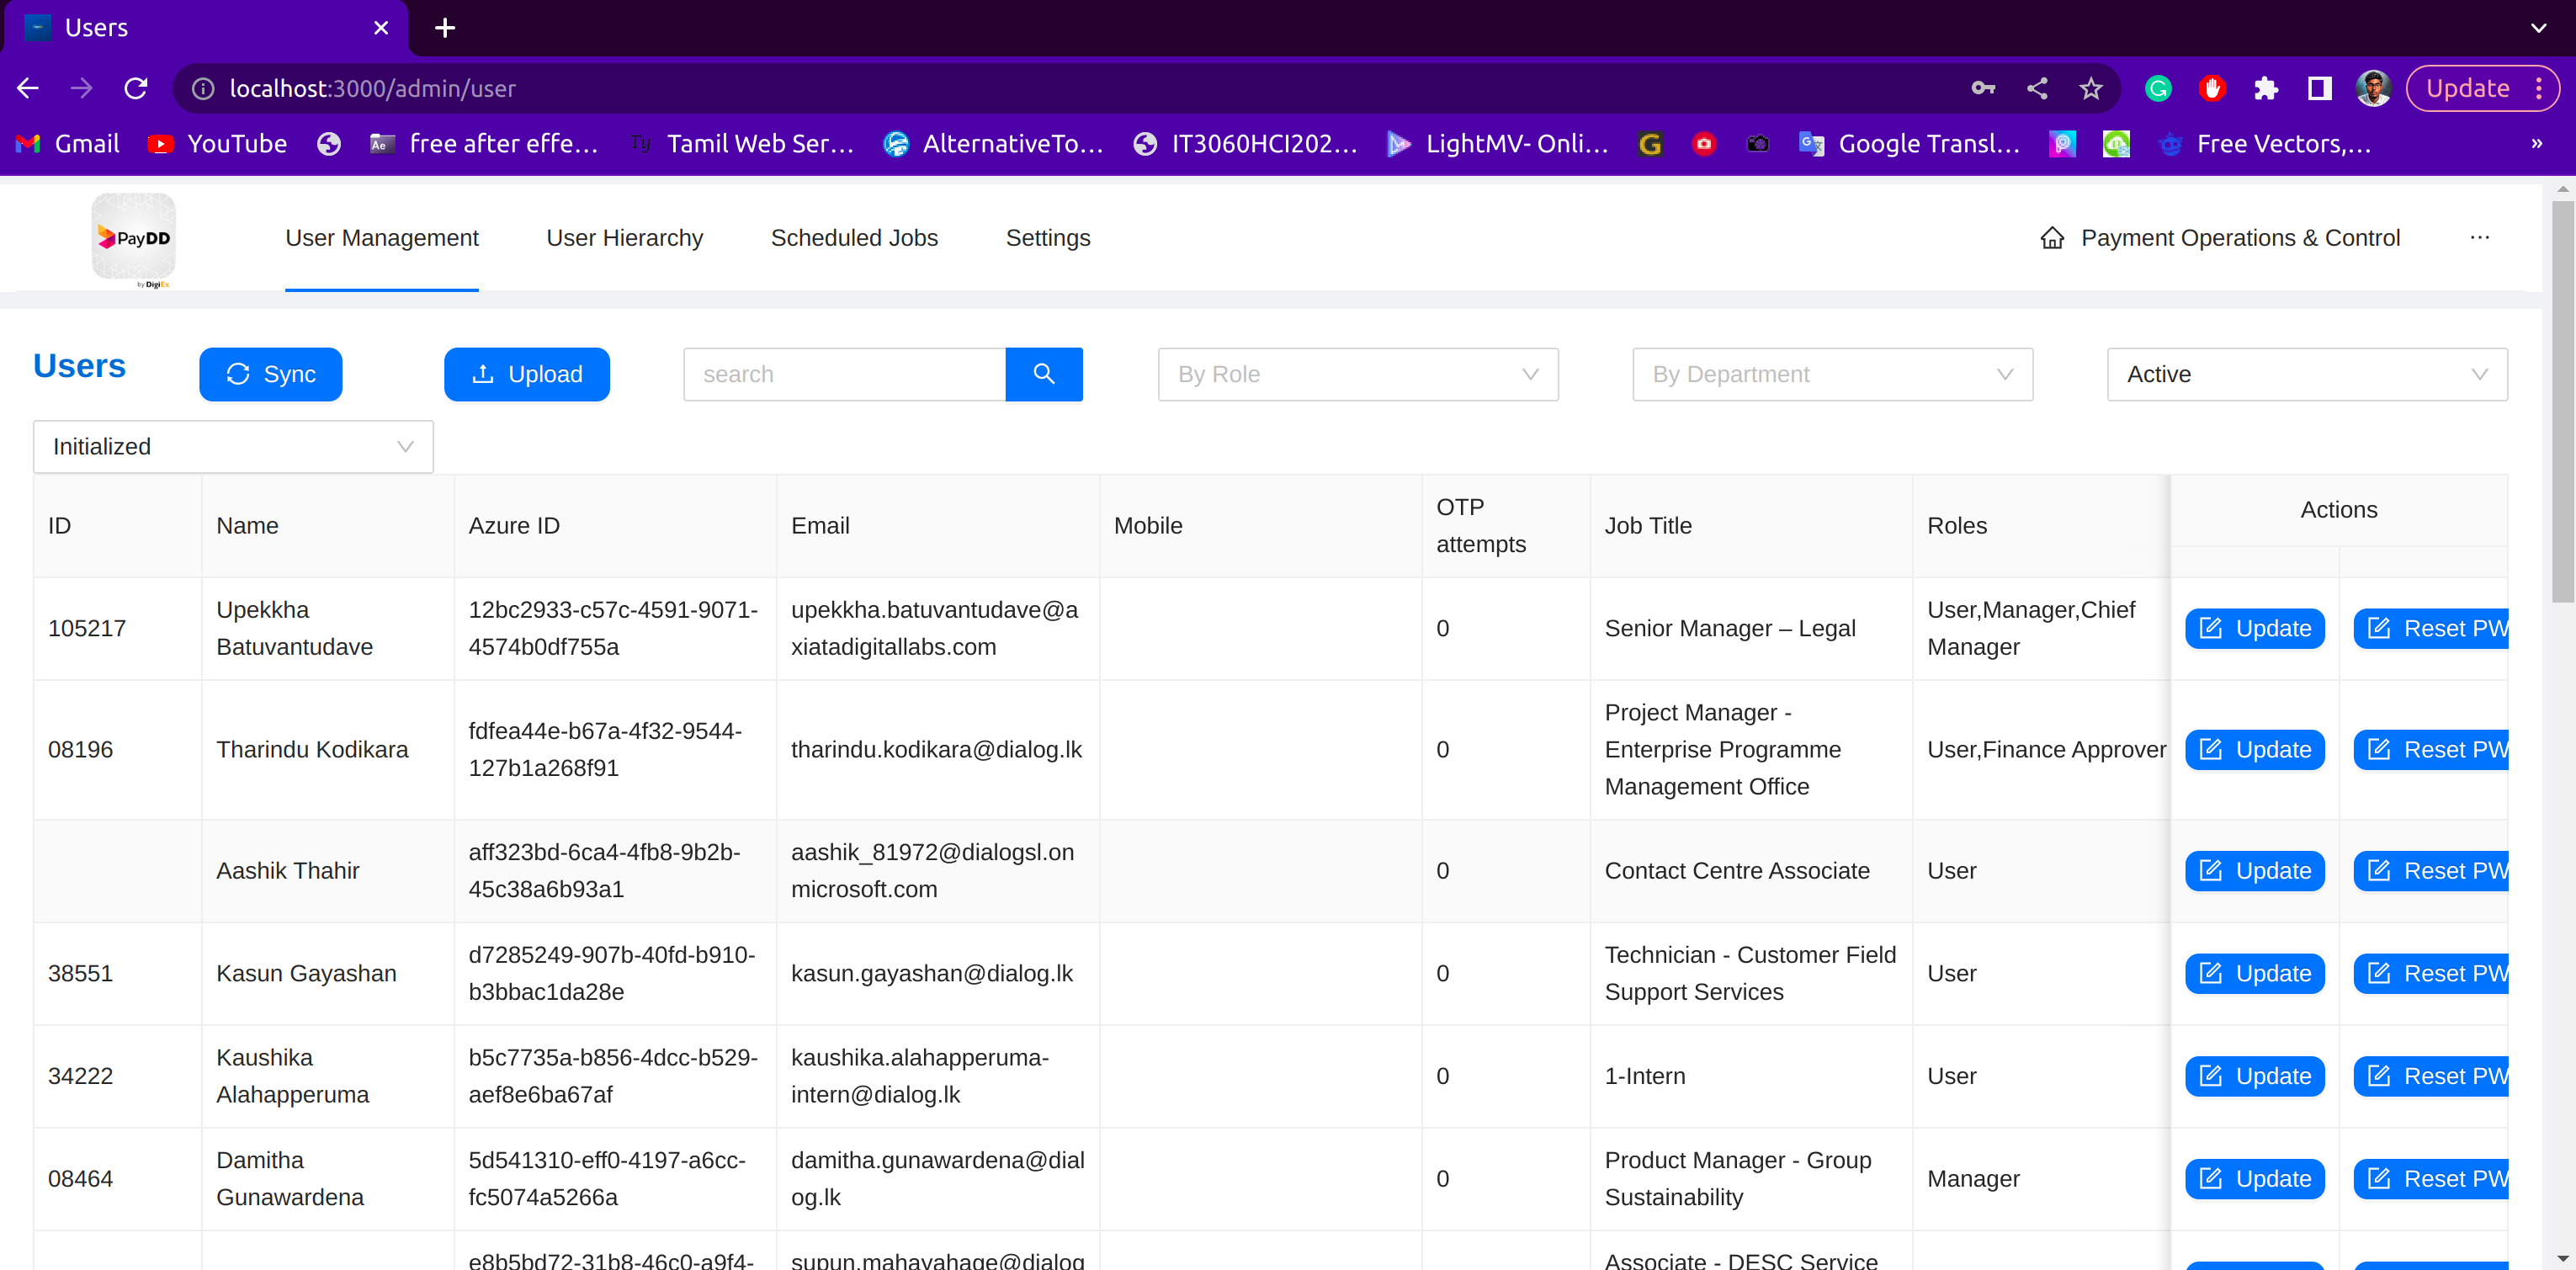 Users
localhost:3000/admin/user
Update
Gmail
YouTube
Ae
free after effe...
Ty
Tamil Web Ser...
AlternativeTo...
IT3060HCI202...
LightMV- Onli...
G
Google Transl...
Free Vectors,...
»
PayDD
by DigiEx
User Management
User Hierarchy
Scheduled Jobs
Settings
Payment Operations & Control
Users
Sync
Upload
search
By Role
By Department
Active
Initialized
ID
Name
Azure ID
Email
Mobile
OTP
attempts
Job Title
Roles
Actions
105217
Upekkha
Batuvantudave
12bc2933-c57c-4591-9071-
4574b0df755a
upekkha.batuvantudave@a
xiatadigitallabs.com
0
Senior Manager – Legal
User,Manager,Chief
Manager
Update
Reset PW
08196
Tharindu Kodikara
fdfea44e-b67a-4f32-9544-
127b1a268f91
tharindu.kodikara@dialog.lk
0
Project Manager -
Enterprise Programme
Management Office
User,Finance Approver
Update
Reset PW
Aashik Thahir
aff323bd-6ca4-4fb8-9b2b-
45c38a6b93a1
aashik_81972@dialogsl.on
microsoft.com
0
Contact Centre Associate
User
Update
Reset PW
38551
Kasun Gayashan
d7285249-907b-40fd-b910-
b3bbac1da28e
kasun.gayashan@dialog.lk
0
Technician - Customer Field
Support Services
User
Update
Reset PW
34222
Kaushika
Alahapperuma
b5c7735a-b856-4dcc-b529-
aef8e6ba67af
kaushika.alahapperuma-
intern@dialog.lk
0
1-Intern
User
Update
Reset PW
08464
Damitha
Gunawardena
5d541310-eff0-4197-a6cc-
fc5074a5266a
damitha.gunawardena@dial
og.lk
0
Product Manager - Group
Sustainability
Manager
Update
Reset PW
e8b5bd72-31b8-46c0-a9f4-
supun.mahavahage@dialog
Associate - DESC Service